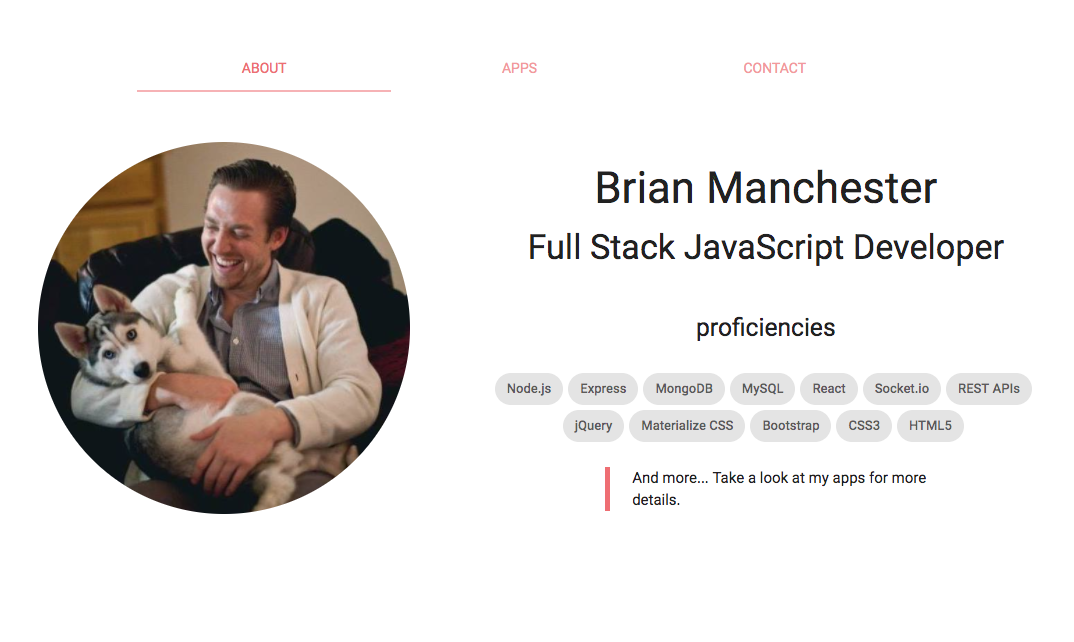 ABOUT APPS CONTACT
Brian Manchester
Full Stack JavaScript Developer
proficiencies
Node.js Express MongoDB MySQL React Socket.io REST APIs
jQuery Materialize CSS Bootstrap CSS3 HTML5
And more... Take a look at my apps for more
details.